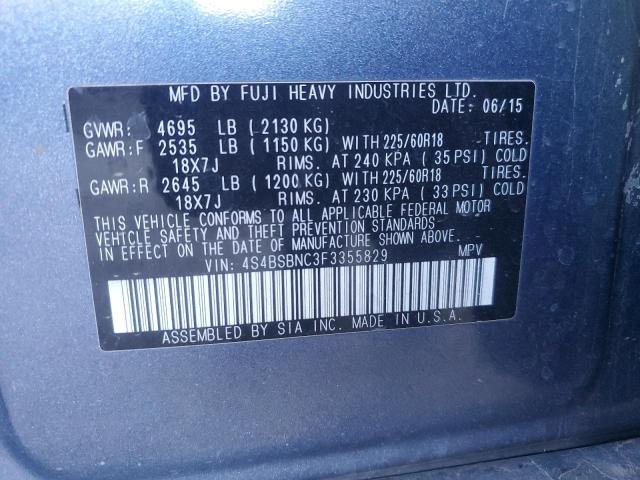 MFD BY FUJI HEAVY INDUSTRIES LTD.
DATE: 06/15
GVWR: 4695 LB (2130 KG)
GAWR:F 2535 LB (1150 KG) WITH 225/60R18 TIRES.
18X7J RIMS. AT 240 KPA (35 PSI) COLD
GAWR:R 2645 LB (1200 KG) WITH 225/60R18 TIRES.
18X7J RIMS. AT 230 KPA (33 PSI) COLD
THIS VEHICLE CONFORMS TO ALL APPLICABLE FEDERAL MOTOR
VEHICLE SAFETY AND THEFT PREVENTION STANDARDS
IN EFFECT ON THE DATE OF MANUFACTURE SHOWN ABOVE.
VIN: 4S4BSBNC3F3355829 MPV
ASSEMBLED BY SIA INC. MADE IN U.S.A.